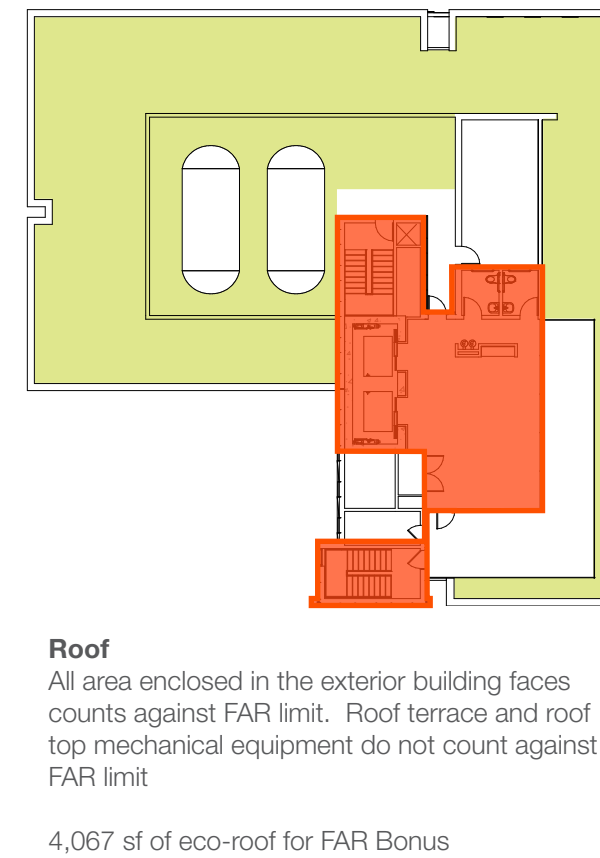 Roof
All area enclosed in the exterior building faces
counts against FAR limit.  Roof terrace and roof
top mechanical equipment do not count against
FAR limit
4,067 sf of eco-roof for FAR Bonus